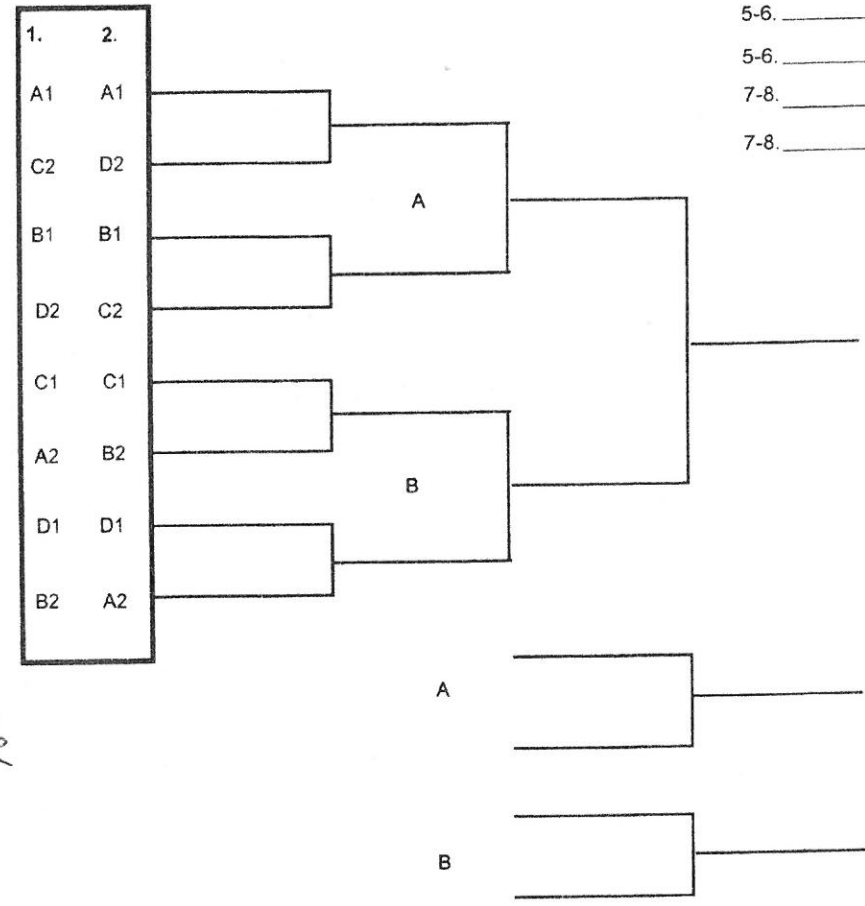 5-6.
5-6.
7-8.
7-8.
1. 2.
A1 A1
C2 D2
B1 B1
D2 C2
C1 C1
A2 B2
D1 D1
B2 A2
A
B
A
B